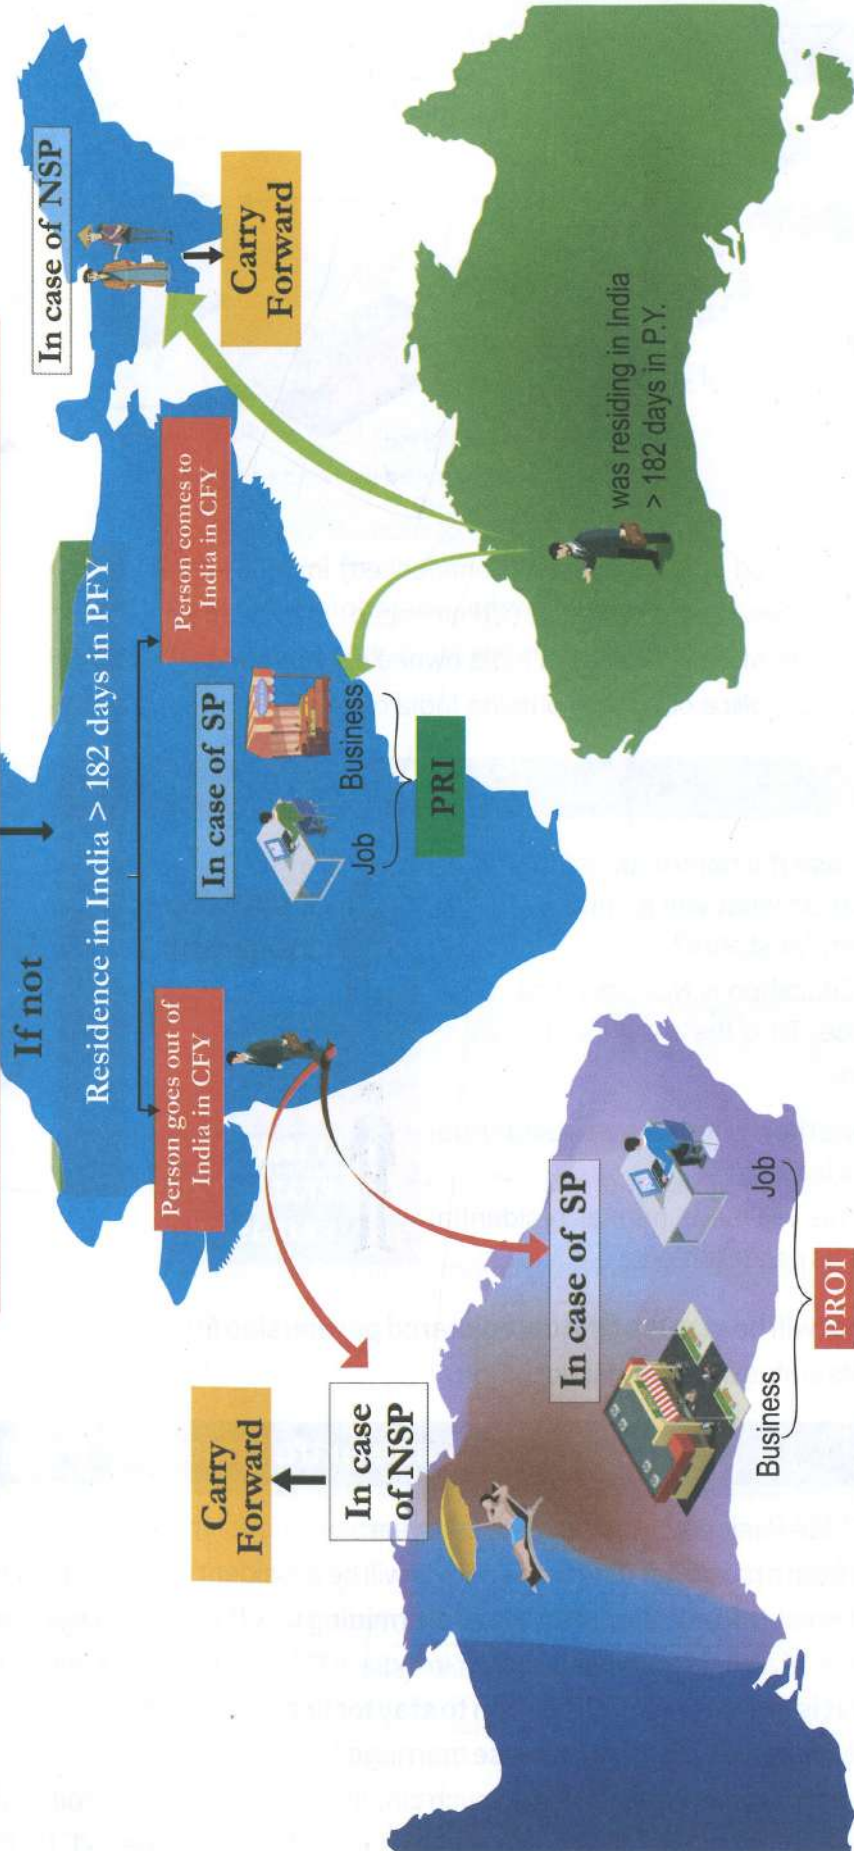 If not
Residence in India > 182 days in PFY
Person goes out of
India in CFY
Person comes to
India in CFY
In case of SP
Job
Business
PRI
In case of NSP
Carry
Forward
was residing in India
> 182 days in P.Y.
Carry
Forward
In case
of NSP
In case of SP
Business
Job
PROI